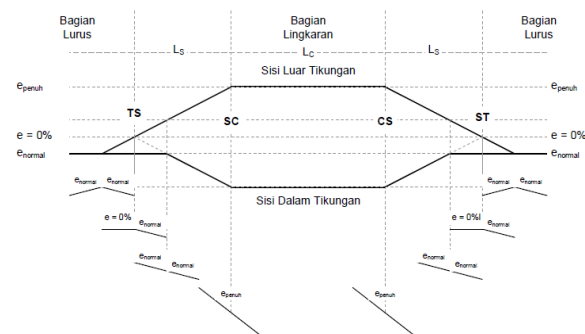 Bagian Lurus
Bagian Lingkaran
Bagian Lurus
Ls
Lc
Ls
Sisi Luar Tikungan
epenuh
epenuh
TS
SC
CS
ST
e = 0%
e = 0%
enormal
enormal
Sisi Dalam Tikungan
enormal
enormal
enormal
enormal
e = 0%
enormal
e = 0%l
enormal
enormal
enormal
enormal
enormal
epenuh
epenuh